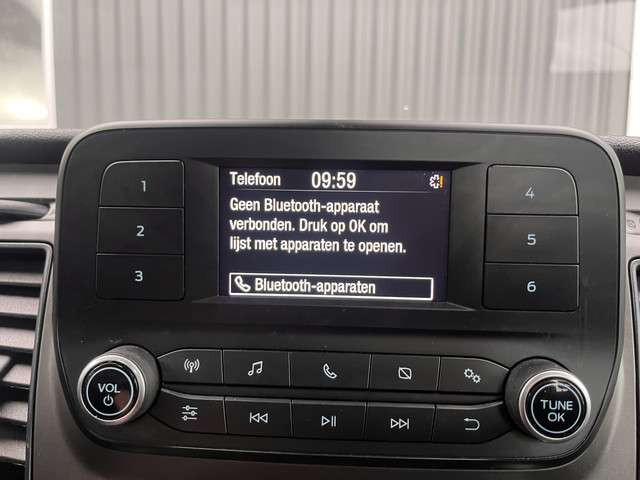 Telefoon 09:59
Geen Bluetooth-apparaat
verbonden. Druk op OK om
lijst met apparaten te openen.
Bluetooth-apparaten
1
2
3
4
5
6
VOL
TUNE
OK